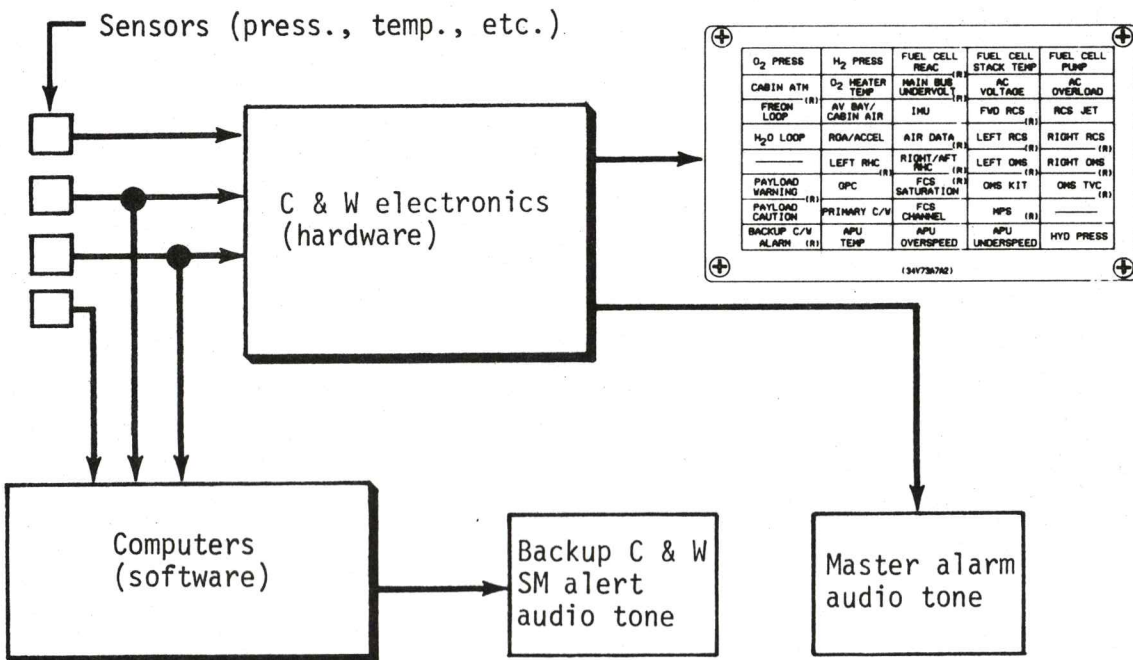 Sensors (press., temp., etc.)
O₂ PRESS
H₂ PRESS
FUEL CELL
REAC (R)
FUEL CELL
STACK TEMP
FUEL CELL
PUMP
CABIN ATM (R)
O₂ HEATER
TEMP
MAIN BUS
UNDERVOLT (R)
AC
VOLTAGE
AC
OVERLOAD
FREON
LOOP
AV BAY/
CABIN AIR
IMU
FWD RCS (R)
RCS JET
H₂O LOOP
RGA/ACCEL
AIR DATA (R)
LEFT RCS (R)
RIGHT RCS (R)
LEFT RHC (R)
RIGHT/AFT
RHC (R)
LEFT OMS (R)
RIGHT OMS (R)
PAYLOAD
WARNING (R)
GPC
FCS (R)
SATURATION
OMS KIT
OMS TVC (R)
PAYLOAD
CAUTION
PRIMARY C/W
FCS
CHANNEL
MPS (R)
BACKUP C/W
ALARM (R)
APU
TEMP
APU
OVERSPEED
APU
UNDERSPEED
HYD PRESS
(34V73A7A2)
C & W electronics
(hardware)
Computers
(software)
Backup C & W
SM alert
audio tone
Master alarm
audio tone